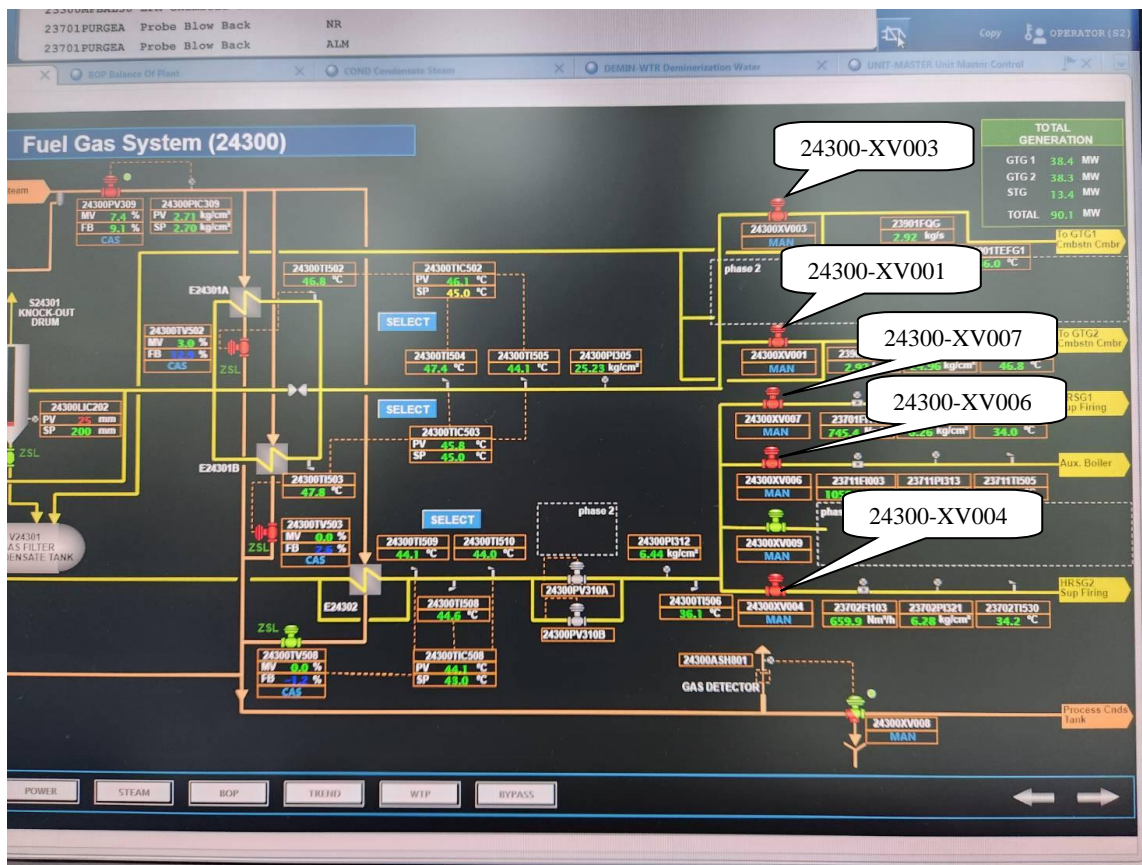 23701PURGEA Probe Blow Back NR
23701PURGEA Probe Blow Back ALM
Copy
OPERATOR(S2)
BOP Balance Of Plant
COND Condensate Steam
DEMIN-WTR Deminerization Water
UNIT-MASTER Unit Master Control
Fuel Gas System (24300)
24300-XV003
TOTAL
GENERATION
GTG 1 38.4 MW
GTG 2 38.3 MW
STG 13.4 MW
TOTAL 90.1 MW
24300PV309
MV 7.4 %
FB 9.1 %
CAS
24300PIC309
PV 2.71 kg/cm²
SP 2.70 kg/cm²
24300XV003
MAN
23901FQG
2.92 kg/s
To GTG1
Cmbstn Cmbr
phase 2
24300-XV001
24300TI502
46.8 ℃
24300TIC502
PV 46.1 ℃
SP 45.0 ℃
E24301A
S24301
KNOCK-OUT
DRUM
SELECT
24300TV502
MV 3.0 %
CAS
ZSL
24300TI504
47.4 ℃
24300TI505
44.1 ℃
24300PI305
25.23 kg/cm²
24300XV001
MAN
46.8 ℃
To GTG2
Cmbstn Cmbr
24300-XV007
24300-XV006
24300LIC202
PV 25 mm
SP 200 mm
ZSL
SELECT
24300TIC503
PV 45.8 ℃
SP 45.0 ℃
24300XV007
MAN
34.0 ℃
Sup Firing
E24301B
24300TI503
47.8 ℃
24300XV006
MAN
23711FI003
23711PI313
23711TI505
Aux. Boiler
24300TV503
MV 0.0 %
FB 2.6 %
CAS
ZSL
SELECT
phase 2
24300-XV004
24300TI509
44.1 ℃
24300TI510
44.0 ℃
24300PI312
6.44 kg/cm²
24300XV009
MAN
V24301
E24302
24300TI508
44.6 ℃
24300PV310A
24300PV310B
24300TI506
36.1 ℃
24300XV004
MAN
23702FI103
659.9 Nm³/h
23702PI321
6.28 kg/cm²
23702TI530
34.2 ℃
HRSG2
Sup Firing
ZSL
24300TV508
MV 0.0 %
FB -1.2 %
CAS
24300TIC508
PV 44.1 ℃
SP 43.0 ℃
24300ASH801
GAS DETECTOR
24300XV008
MAN
Process Cnds
Tank
POWER
STEAM
BOP
TREND
WTP
BYPASS